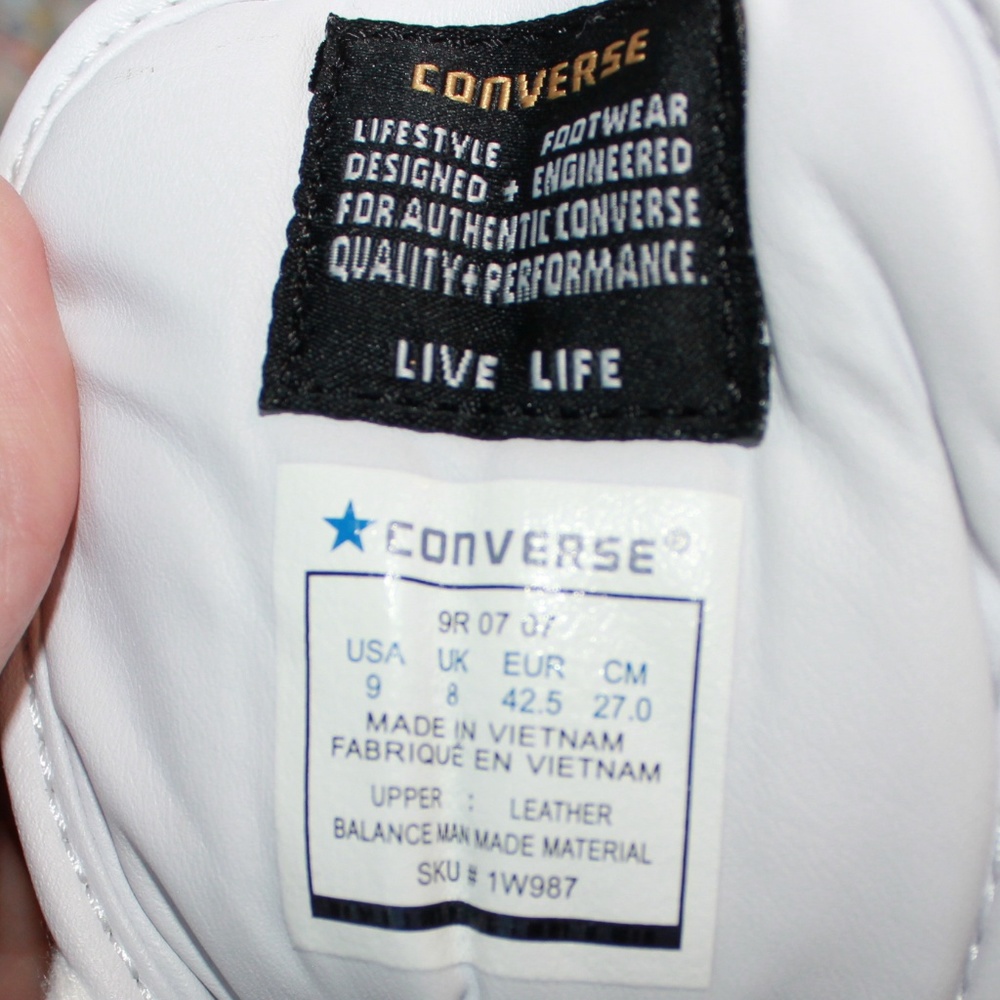 CONVERSE
LIFESTYLE FOOTWEAR
DESIGNED + ENGINEERED
FOR AUTHENTIC CONVERSE
QUALITY+PERFORMANCE.
LIVE LIFE
CONVERSE®
9R 07 07
USA UK EUR CM
9 8 42.5 27.0
MADE IN VIETNAM
FABRIQUE EN VIETNAM
UPPER : LEATHER
BALANCE MAN MADE MATERIAL
SKU # 1W987